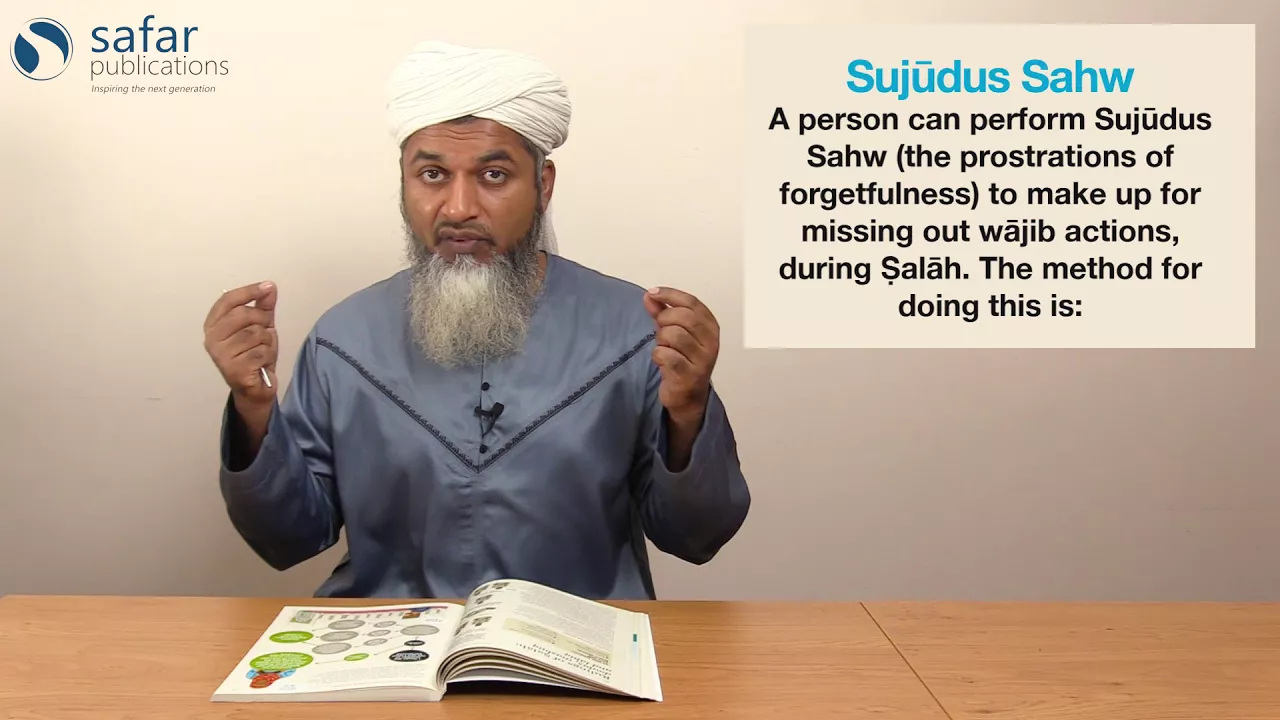 safar
publications
Inspiring the next generation
Sujūdus Sahw
A person can perform Sujūdus
Sahw (the prostrations of
forgetfulness) to make up for
missing out wājib actions,
during Ṣalāh. The method for
doing this is: